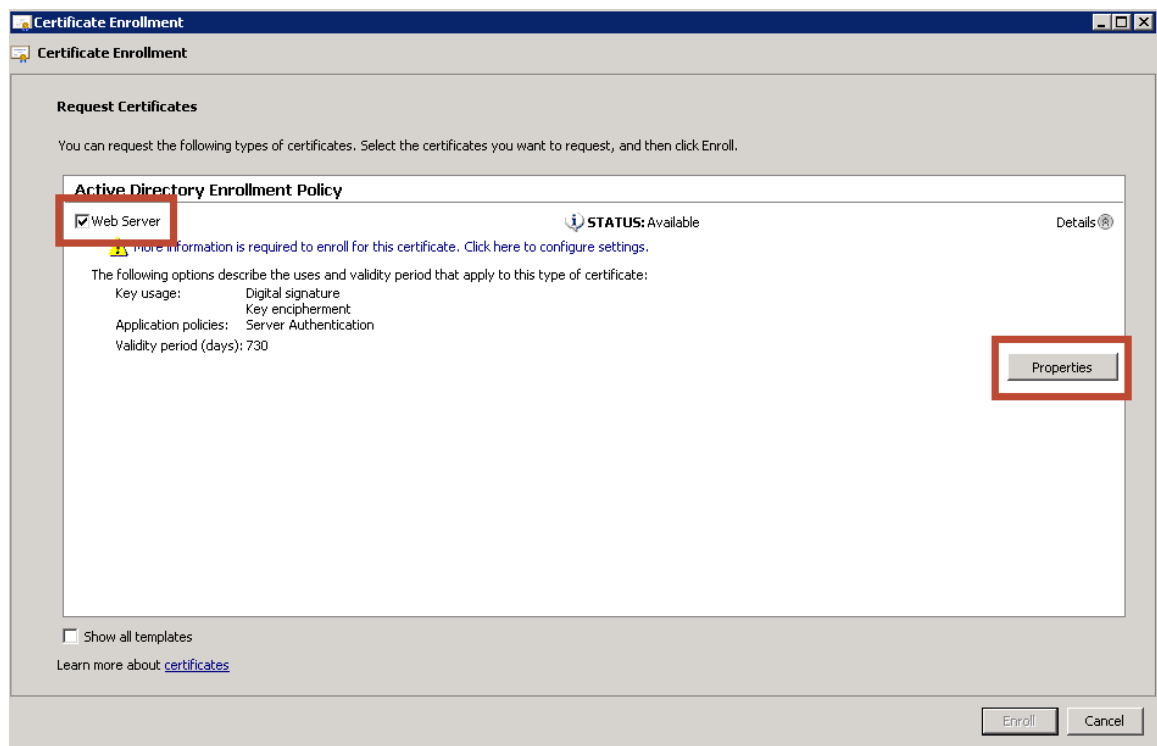 Certificate Enrollment
Certificate Enrollment
Request Certificates
You can request the following types of certificates. Select the certificates you want to request, and then click Enroll.
Active Directory Enrollment Policy
Web Server
STATUS: Available
Details
More information is required to enroll for this certificate. Click here to configure settings.
The following options describe the uses and validity period that apply to this type of certificate:
Key usage: Digital signature
Key encipherment
Application policies: Server Authentication
Validity period (days): 730
Properties
Show all templates
Learn more about certificates
Enroll
Cancel